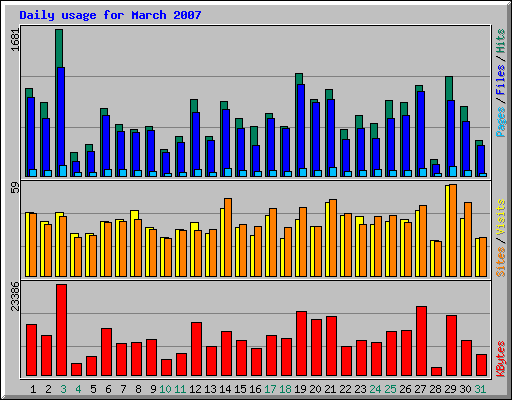 Daily usage for March 2007
1681
Pages / Files / Hits
59
Sites / Visits
23386
KBytes
1 2 3 4 5 6 7 8 9 10 11 12 13 14 15 16 17 18 19 20 21 22 23 24 25 26 27 28 29 30 31